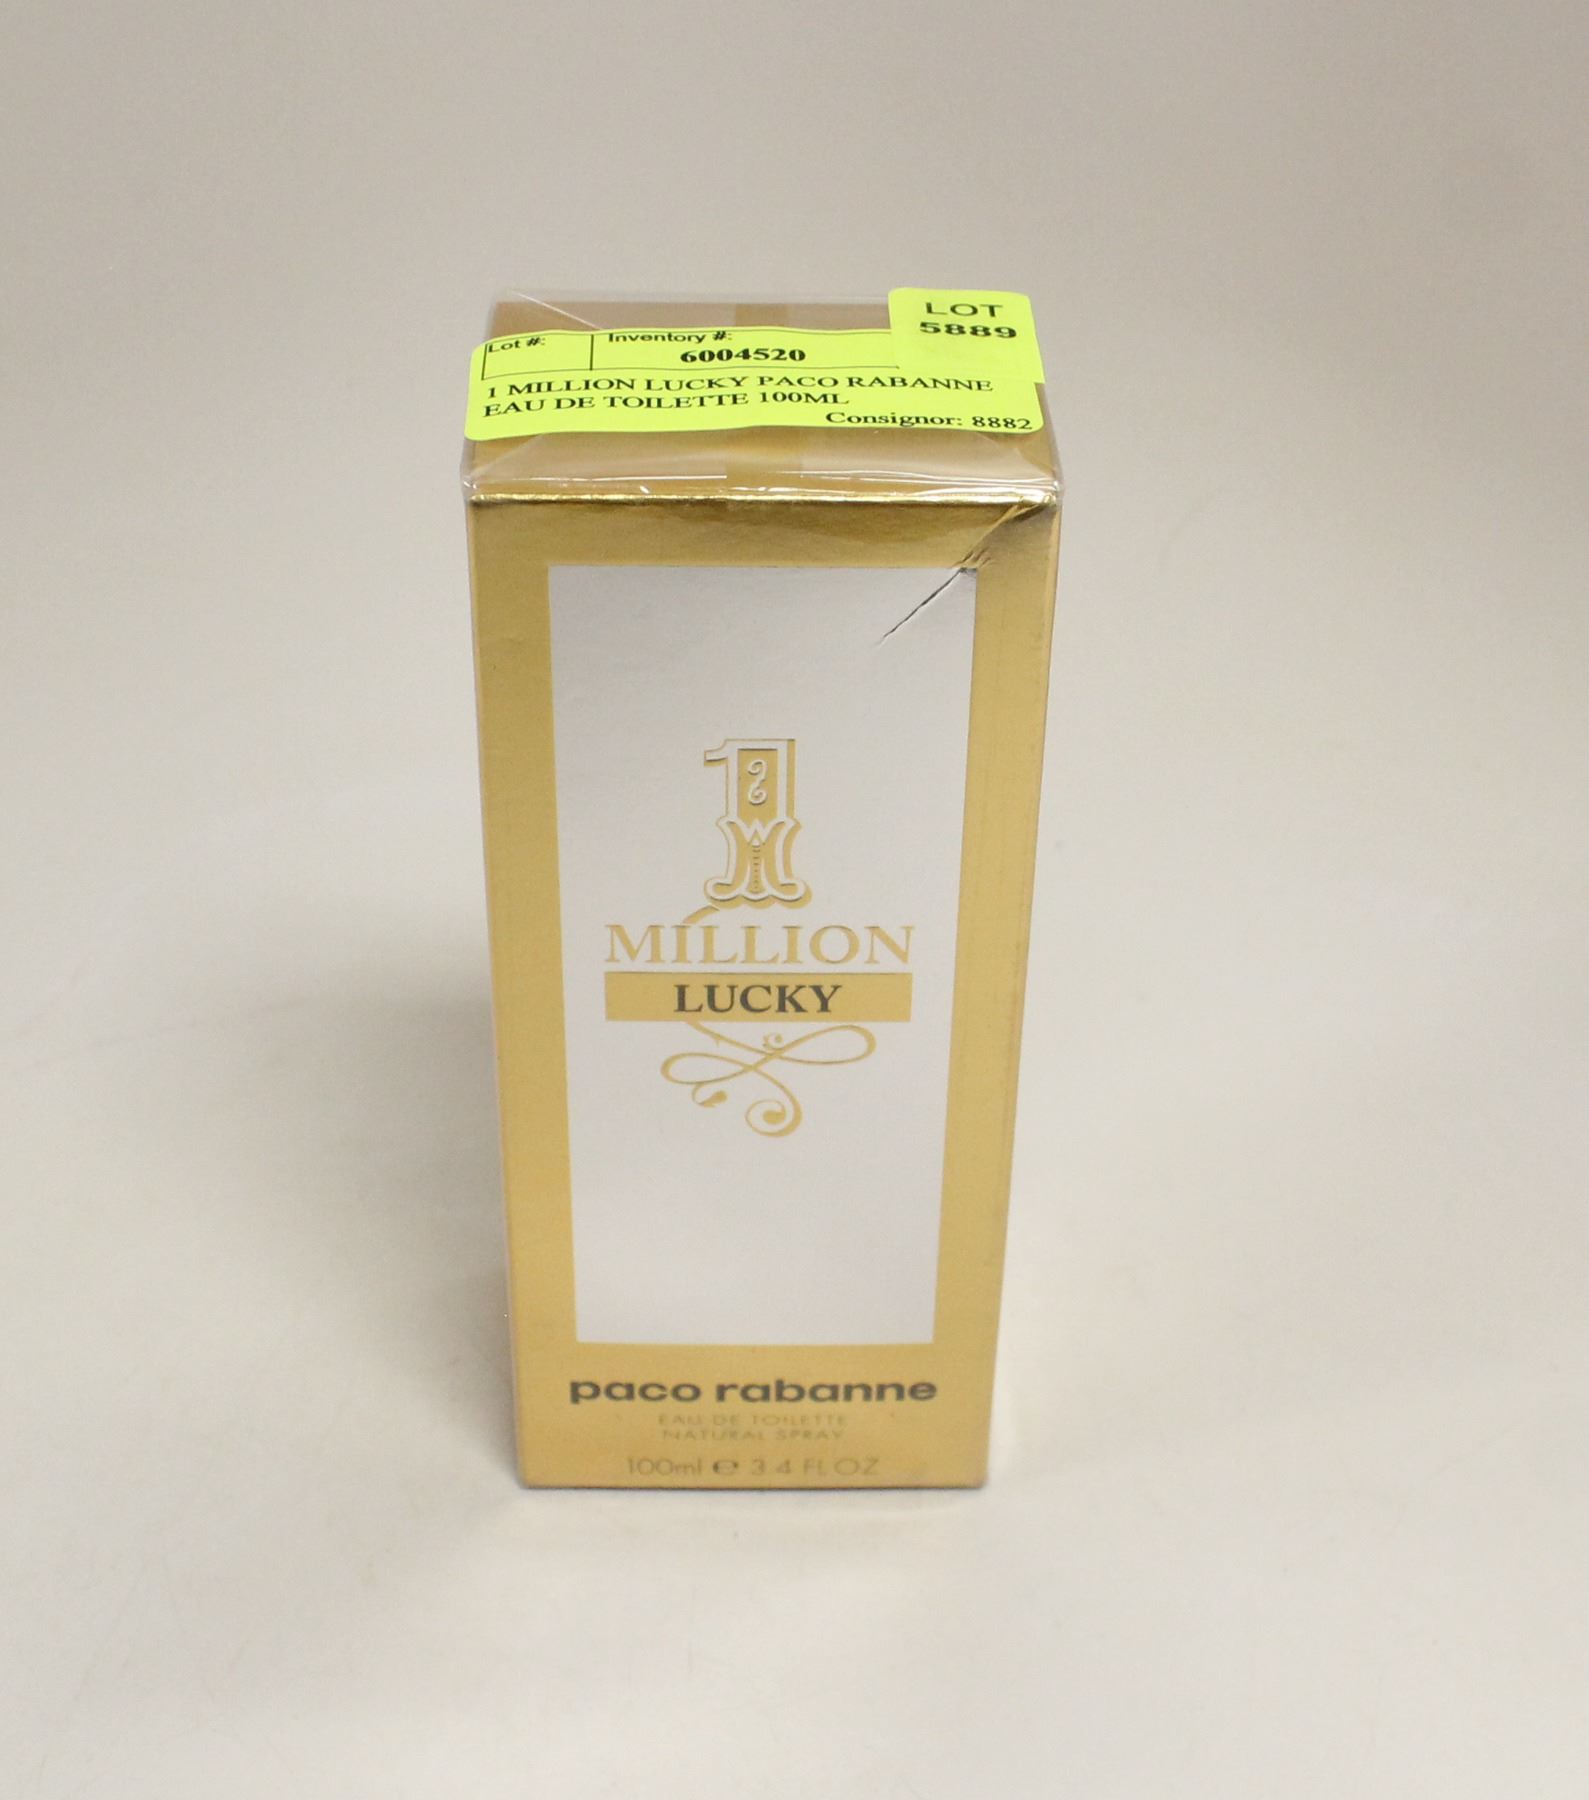 LOT
5889
Lot #:
Inventory #:
6004520
1 MILLION LUCKY PACO RABANNE
EAU DE TOILETTE 100ML
Consignor: 8882
1
MILLION
LUCKY
paco rabanne
EAU DE TOILETTE
NATURAL SPRAY
100ml ℮ 3.4 FL OZ